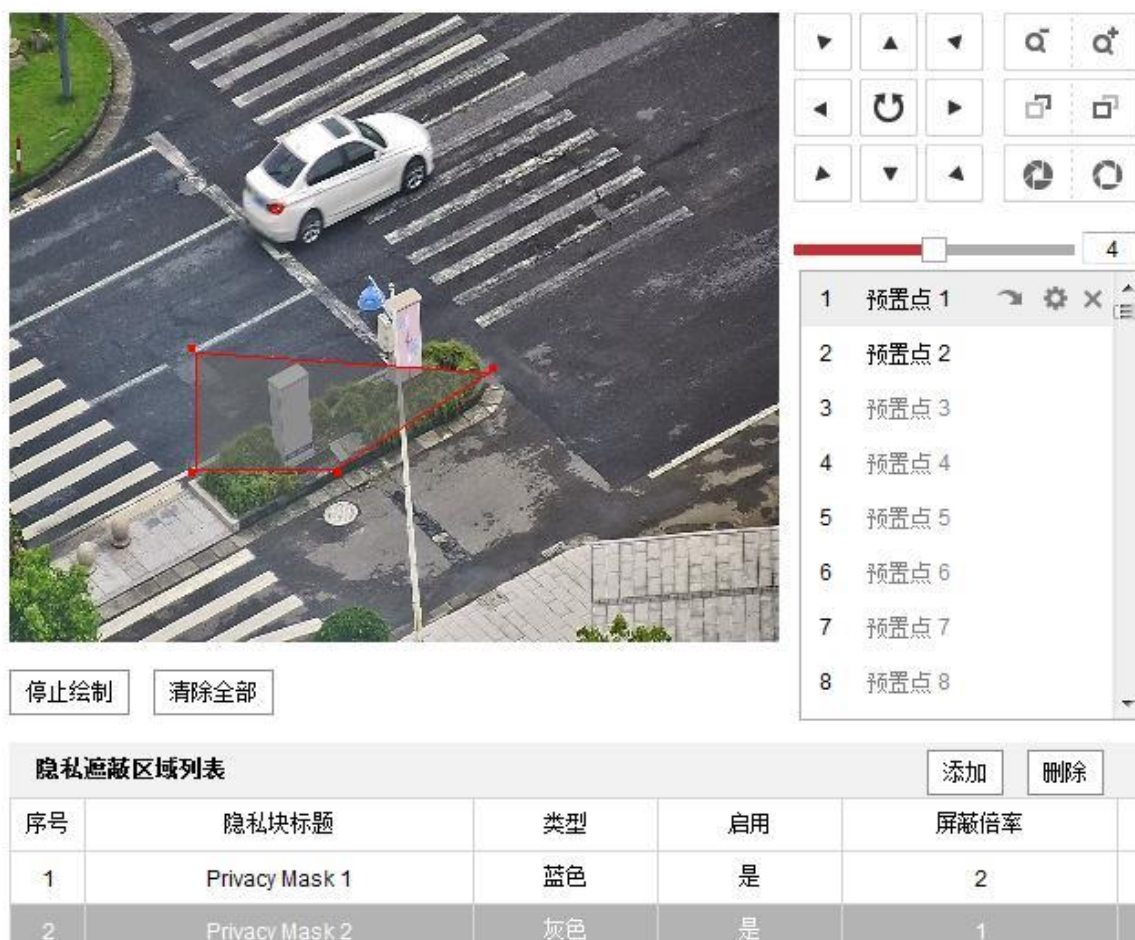 4
1 预置点 1
2 预置点 2
3 预置点 3
4 预置点 4
5 预置点 5
6 预置点 6
7 预置点 7
8 预置点 8
停止绘制 清除全部
隐私遮蔽区域列表 添加 删除
序号 隐私块标题 类型 启用 屏蔽倍率
1 Privacy Mask 1 蓝色 是 2
2 Privacy Mask 2 灰色 是 1